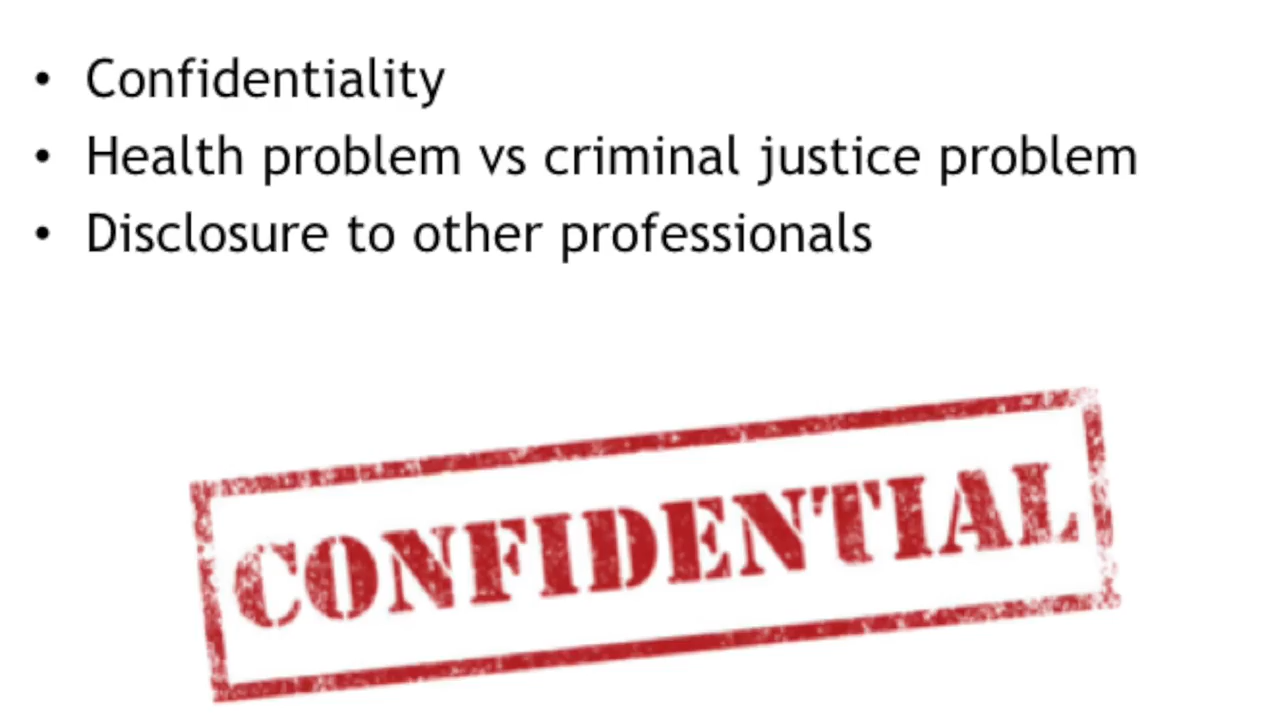 • Confidentiality
• Health problem vs criminal justice problem
• Disclosure to other professionals
CONFIDENTIAL